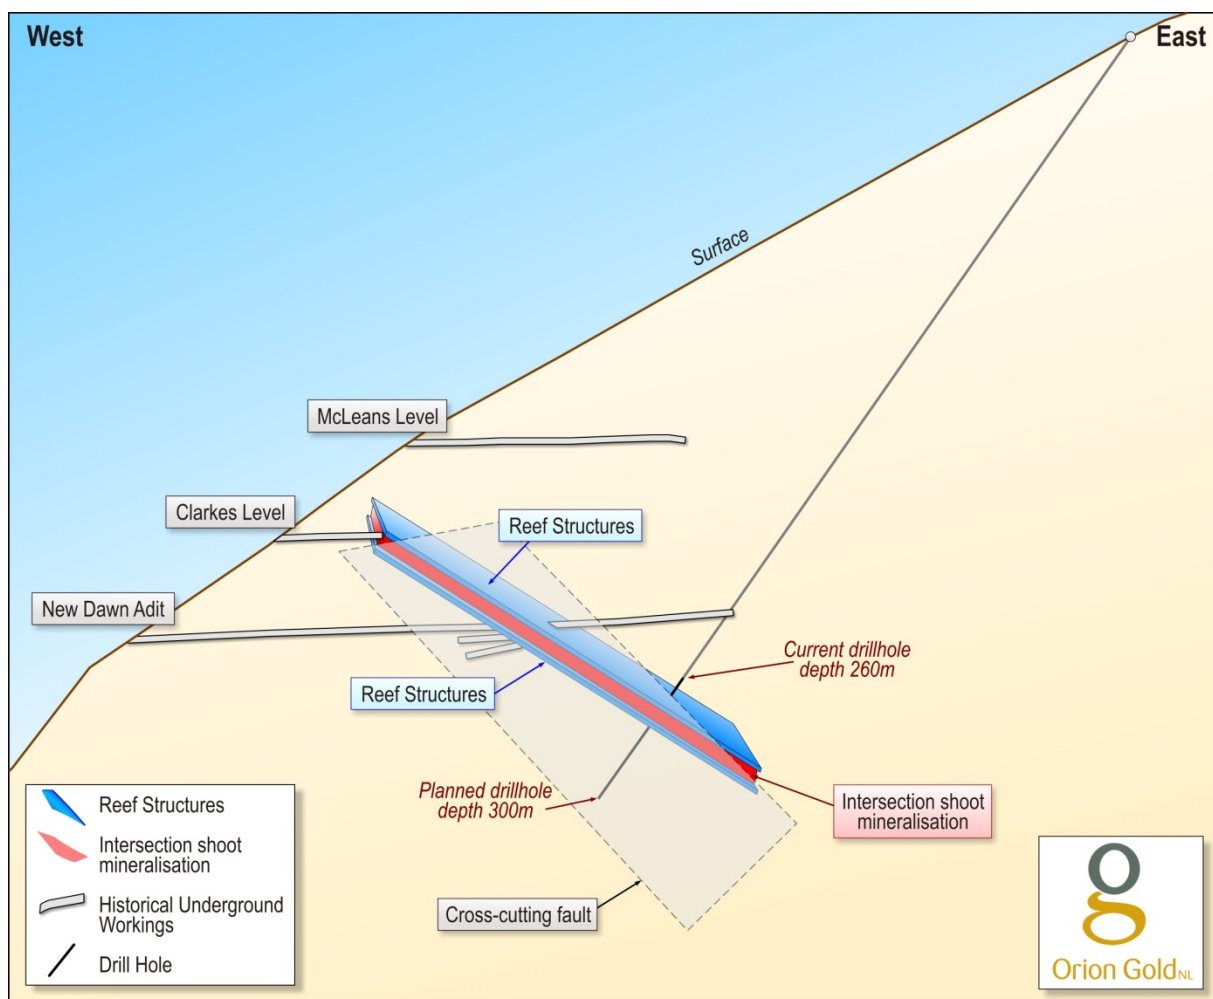 West
East
Surface
McLeans Level
Clarkes Level
Reef Structures
New Dawn Adit
Current drillhole
depth 260m
Reef Structures
Planned drillhole
depth 300m
Intersection shoot
mineralisation
Cross-cutting fault
Reef Structures
Intersection shoot
mineralisation
Historical Underground
Workings
Drill Hole
Orion Gold NL